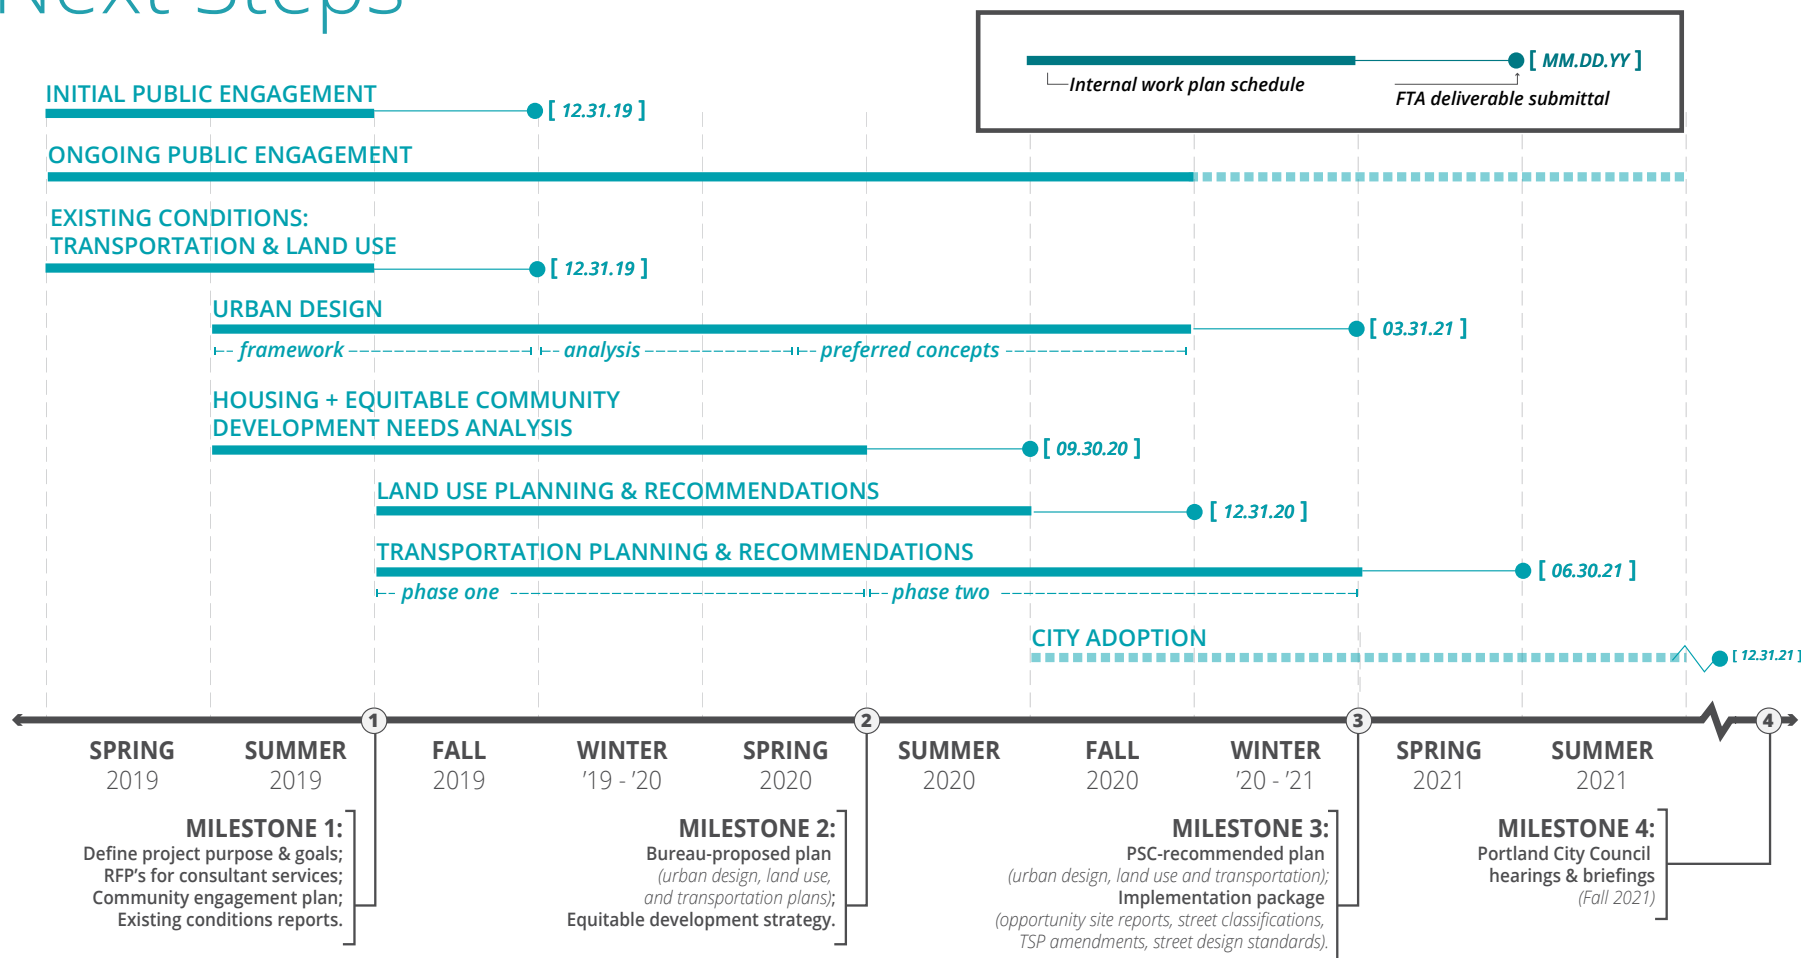 Next Steps
[ MM.DD.YY ]
Internal work plan schedule
FTA deliverable submittal
INITIAL PUBLIC ENGAGEMENT
[ 12.31.19 ]
ONGOING PUBLIC ENGAGEMENT
EXISTING CONDITIONS:
TRANSPORTATION & LAND USE
[ 12.31.19 ]
URBAN DESIGN
[ 03.31.21 ]
framework
analysis
preferred concepts
HOUSING + EQUITABLE COMMUNITY
DEVELOPMENT NEEDS ANALYSIS
[ 09.30.20 ]
LAND USE PLANNING & RECOMMENDATIONS
[ 12.31.20 ]
TRANSPORTATION PLANNING & RECOMMENDATIONS
[ 06.30.21 ]
phase one
phase two
CITY ADOPTION
[ 12.31.21 ]
1
2
3
4
SPRING
2019
SUMMER
2019
FALL
2019
WINTER
'19 - '20
SPRING
2020
SUMMER
2020
FALL
2020
WINTER
'20 - '21
SPRING
2021
SUMMER
2021
MILESTONE 1:
Define project purpose & goals;
RFP's for consultant services;
Community engagement plan;
Existing conditions reports.
MILESTONE 2:
Bureau-proposed plan
(urban design, land use,
and transportation plans);
Equitable development strategy.
MILESTONE 3:
PSC-recommended plan
(urban design, land use and transportation);
Implementation package
(opportunity site reports, street classifications,
TSP amendments, street design standards).
MILESTONE 4:
Portland City Council
hearings & briefings
(Fall 2021)